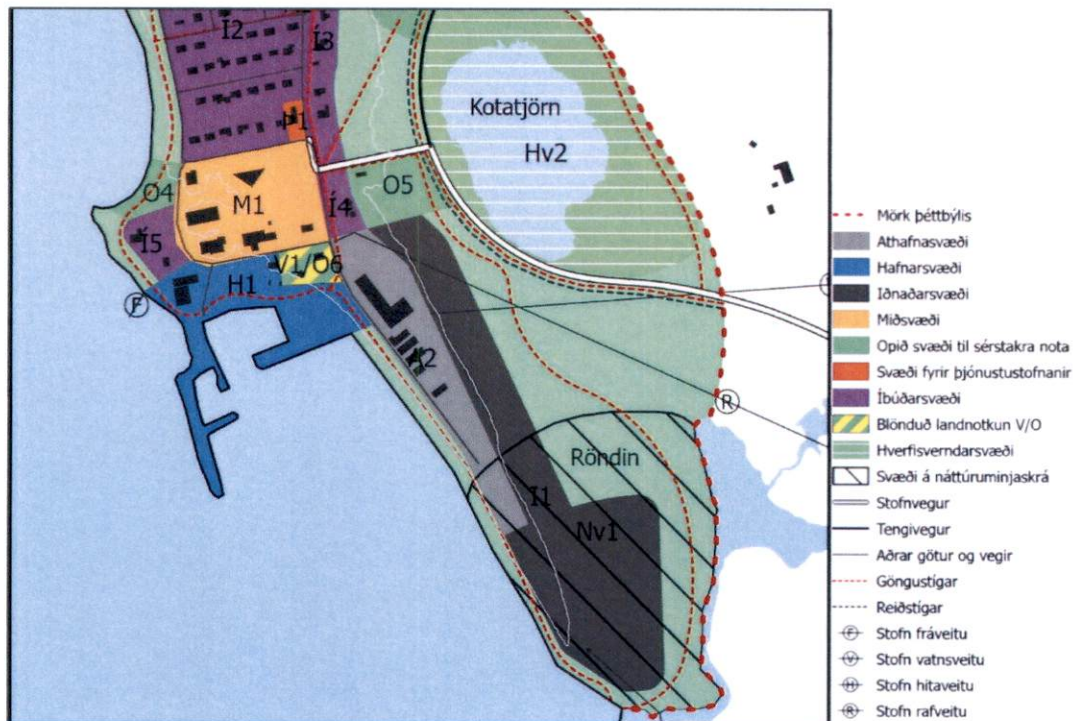 Í2
Í3
Kotatjörn
Hv2
O4
M1
O5
Í4
Í5
V1/O6
H1
F
R
Röndin
I1
Nv1
Mörk þéttbýlis
Athafnasvæði
Hafnarsvæði
Iðnaðarsvæði
Miðsvæði
Opið svæði til sérstakra nota
Svæði fyrir þjónustustofnanir
Íbúðarsvæði
Blönduð landnotkun V/O
Hverfisverndarsvæði
Svæði á náttúruminjaskrá
Stofnvegur
Tengivegur
Aðrar götur og vegir
Göngustígar
Reiðstígar
F Stofn fráveitu
V Stofn vatnsveitu
H Stofn hitaveitu
R Stofn rafveitu